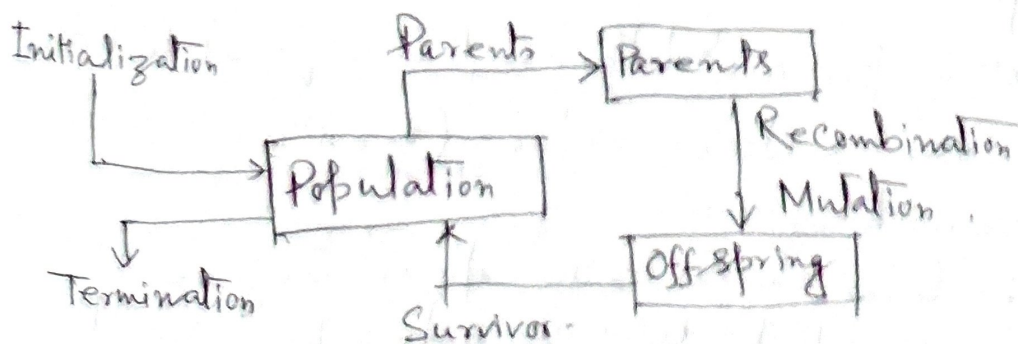 Initialization
Parents
Parents
Recombination
Population
Mutation.
Offspring
Termination
Survivor.